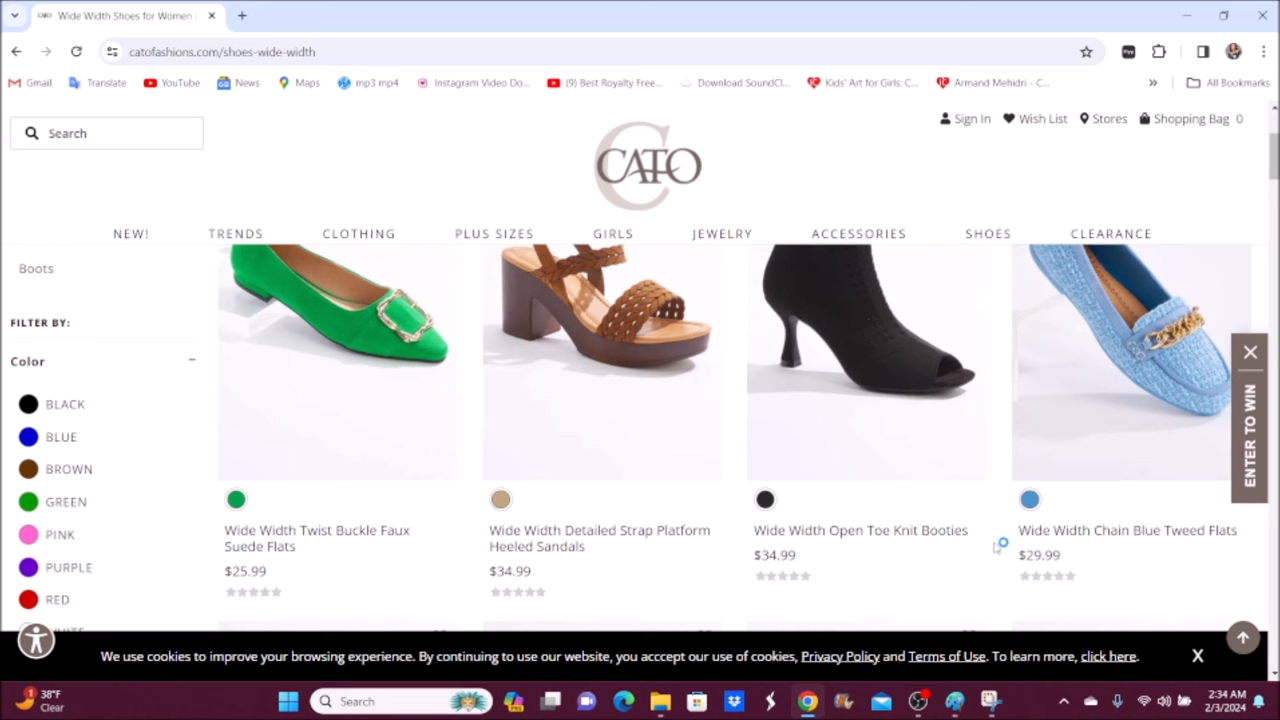 Wide Width Shoes for Women
catofashions.com/shoes-wide-width
Gmail Translate YouTube News Maps mp3 mp4 Instagram Video Do... (9) Best Royalty Free... Download SoundCl... Kids' Art for Girls: C... Armand Mehidri - C... » All Bookmarks
Search
CATO
Sign In Wish List Stores Shopping Bag 0
NEW! TRENDS CLOTHING PLUS SIZES GIRLS JEWELRY ACCESSORIES SHOES CLEARANCE
Boots
FILTER BY:
Color
BLACK
BLUE
BROWN
GREEN
PINK
PURPLE
RED
Wide Width Twist Buckle Faux
Suede Flats
$25.99
Wide Width Detailed Strap Platform
Heeled Sandals
$34.99
Wide Width Open Toe Knit Booties
$34.99
Wide Width Chain Blue Tweed Flats
$29.99
ENTER TO WIN
We use cookies to improve your browsing experience. By continuing to use our website, you acccept our use of cookies, Privacy Policy and Terms of Use. To learn more, click here. X
1
38°F
Clear
Search
2:34 AM
2/3/2024